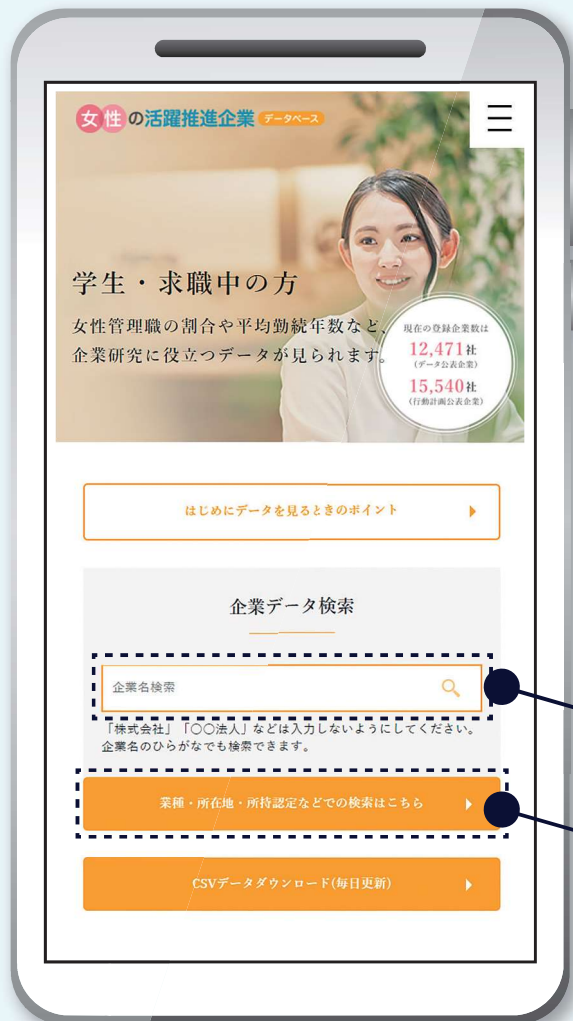 女性の活躍推進企業 データベース
学生・求職中の方
女性管理職の割合や平均勤続年数など、
企業研究に役立つデータが見られます。
現在の登録企業数は
12,471社
(データ公表企業)
15,540社
(行動計画公表企業)
はじめにデータを見るときのポイント
企業データ検索
企業名検索
「株式会社」「〇〇法人」などは入力しないようにしてください。
企業名のひらがなでも検索できます。
業種・所在地・所持認定などでの検索はこちら
CSVデータダウンロード(毎日更新)